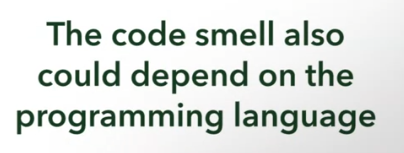 The code smell also
could depend on the
programming language